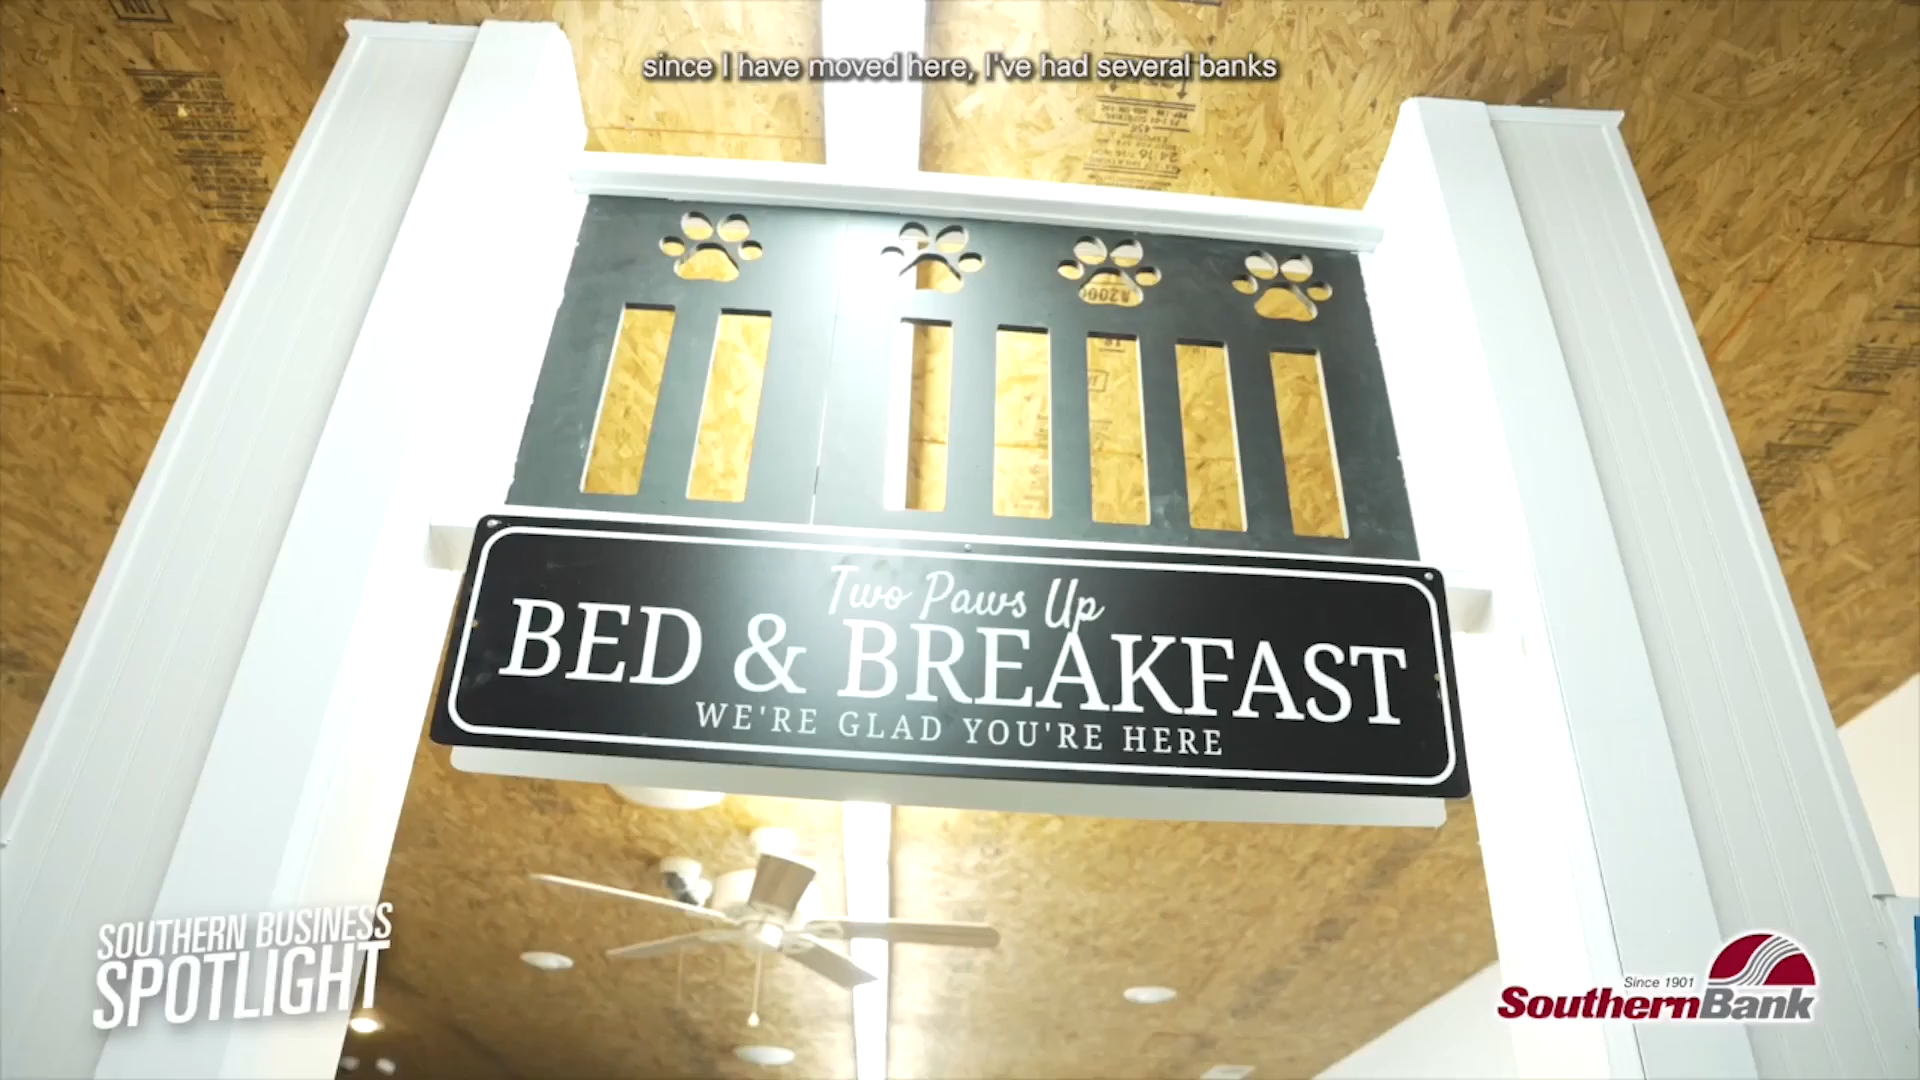 since I have moved here, I've had several banks
Two Paws Up
BED & BREAKFAST
WE'RE GLAD YOU'RE HERE
SOUTHERN BUSINESS
SPOTLIGHT
Since 1901
SouthernBank